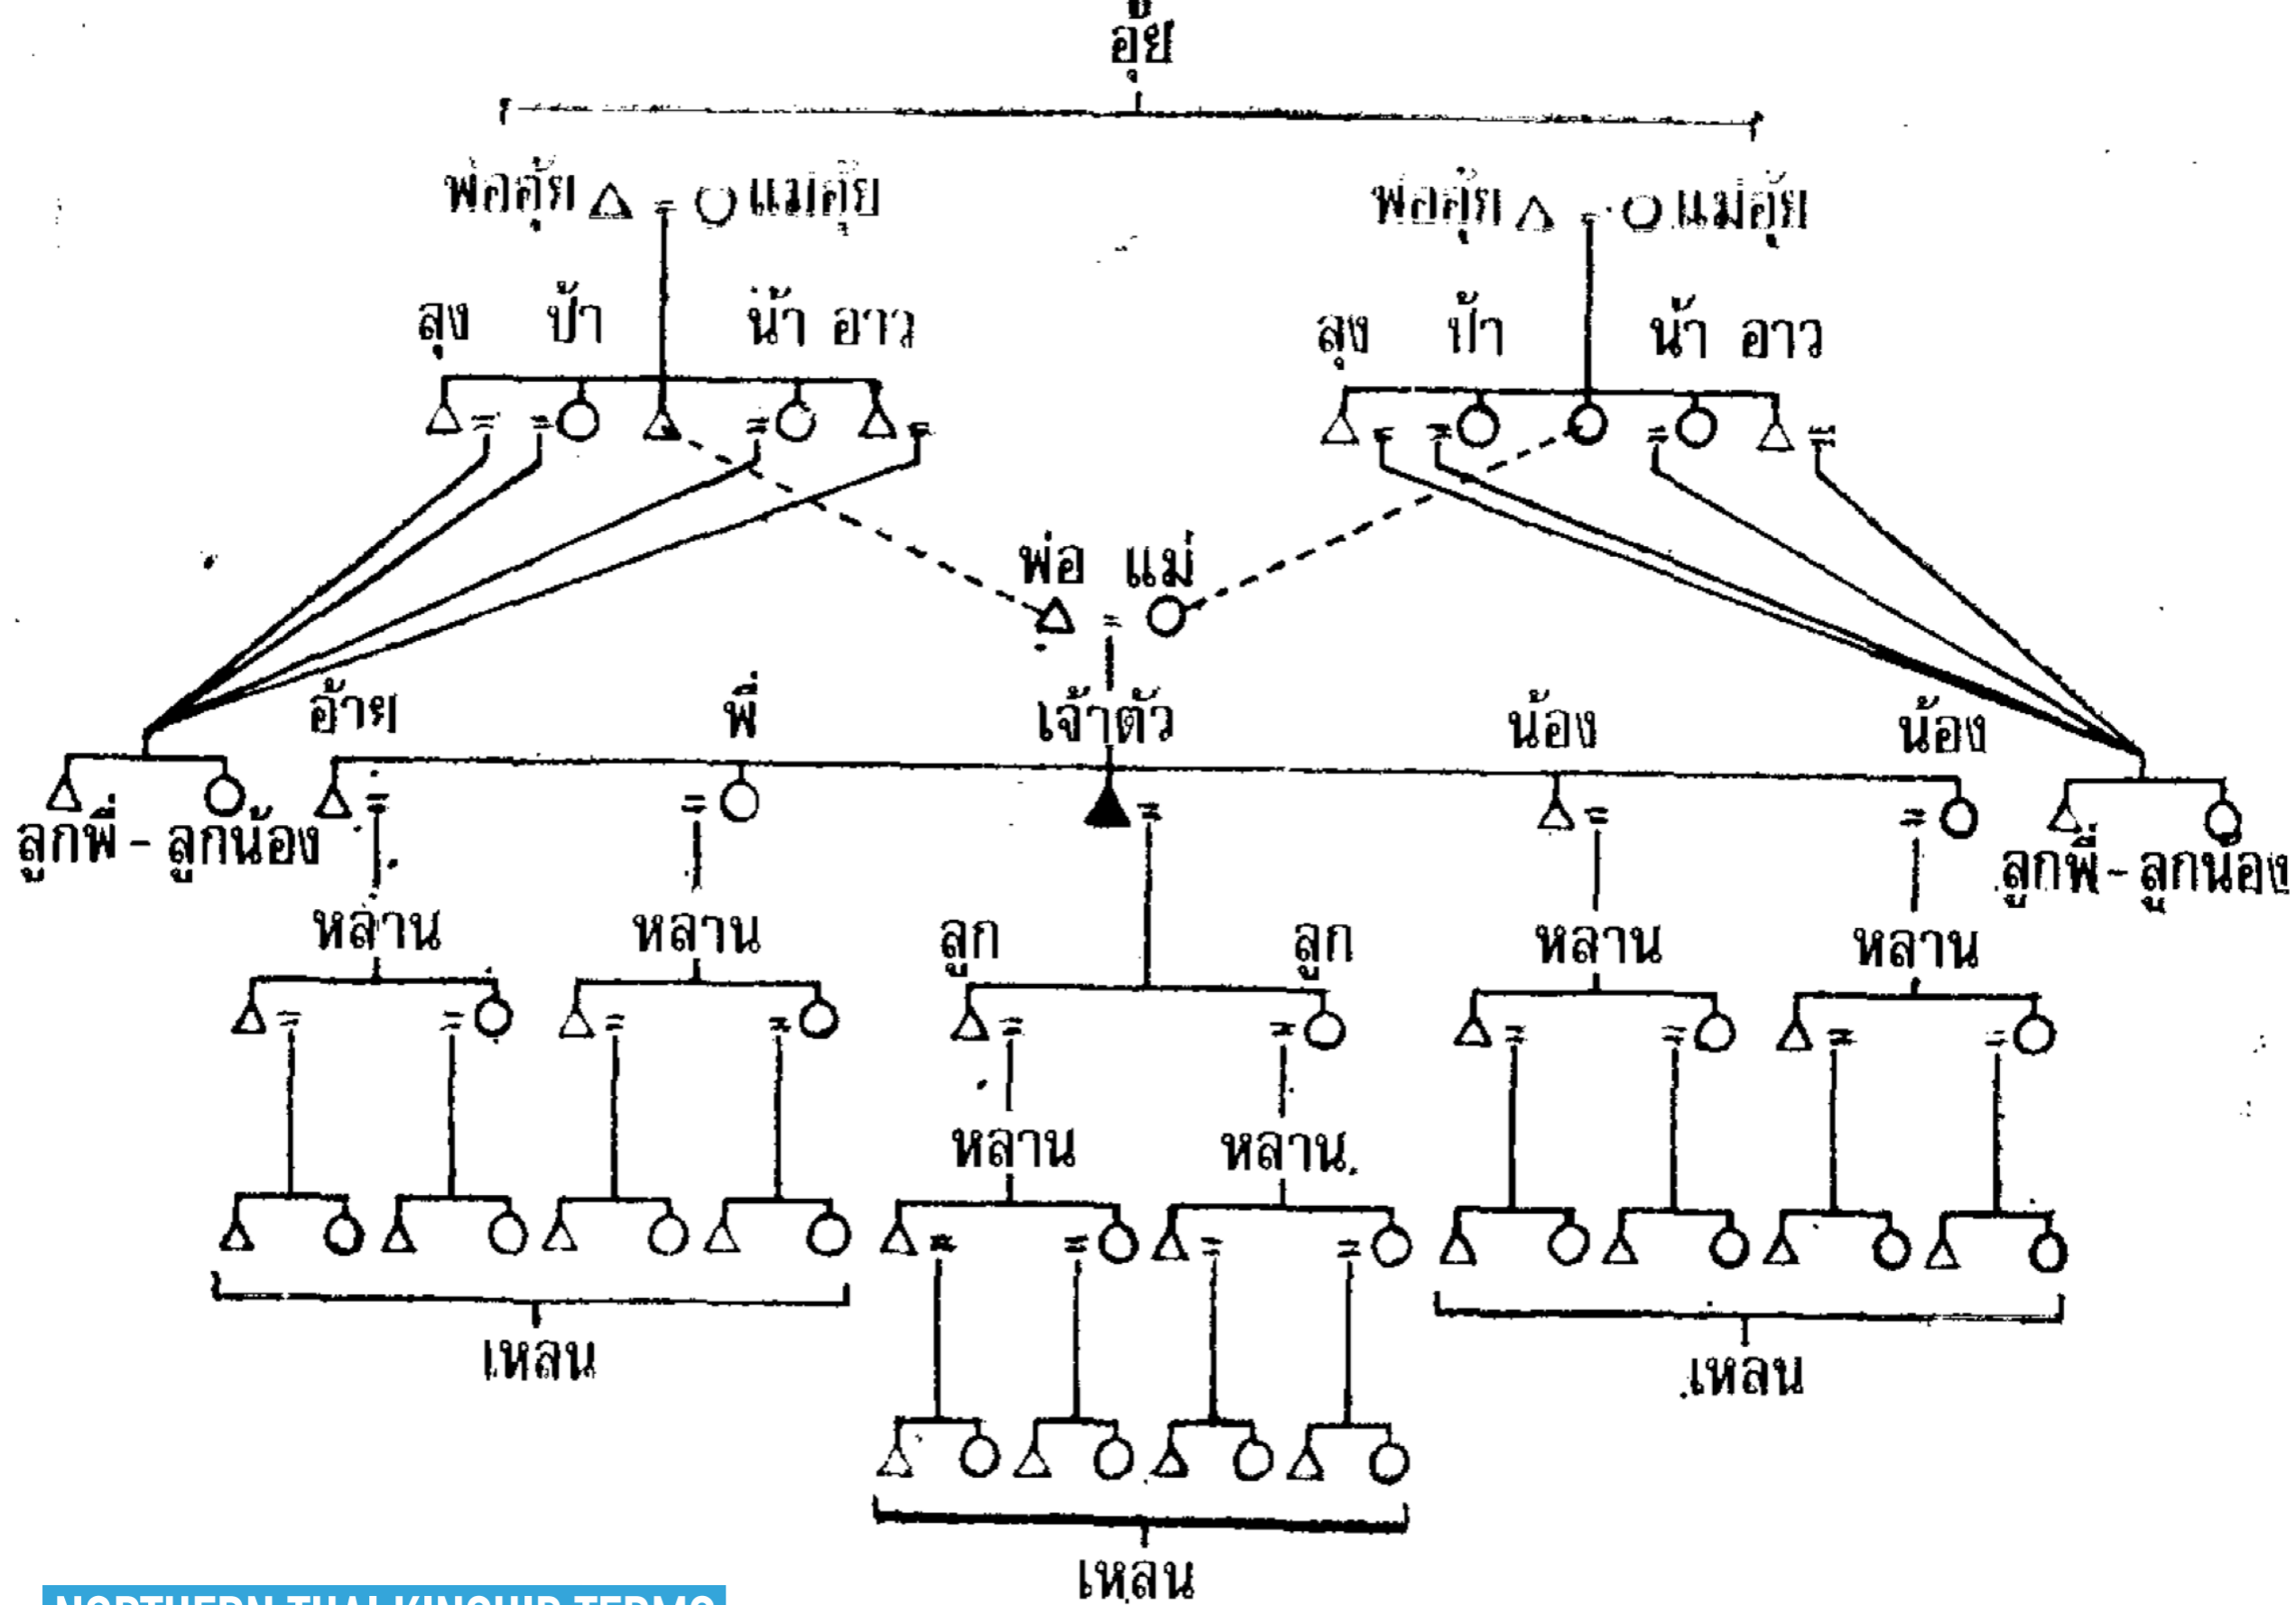 อุ๊ย
พ่ออุ๊ย แม่อุ๊ย พ่ออุ๊ย แม่อุ๊ย
ลุง ป้า น้า อาว ลุง ป้า น้า อาว
พ่อ แม่
อ้าย พี่ เจ้าตัว น้อง น้อง
ลูกพี่ - ลูกน้อง ลูกพี่ - ลูกน้อง
หลาน หลาน ลูก ลูก หลาน หลาน
หลาน หลาน
เหลน เหลน
เหลน
NORTHERN THAI KINSHIP TERMS